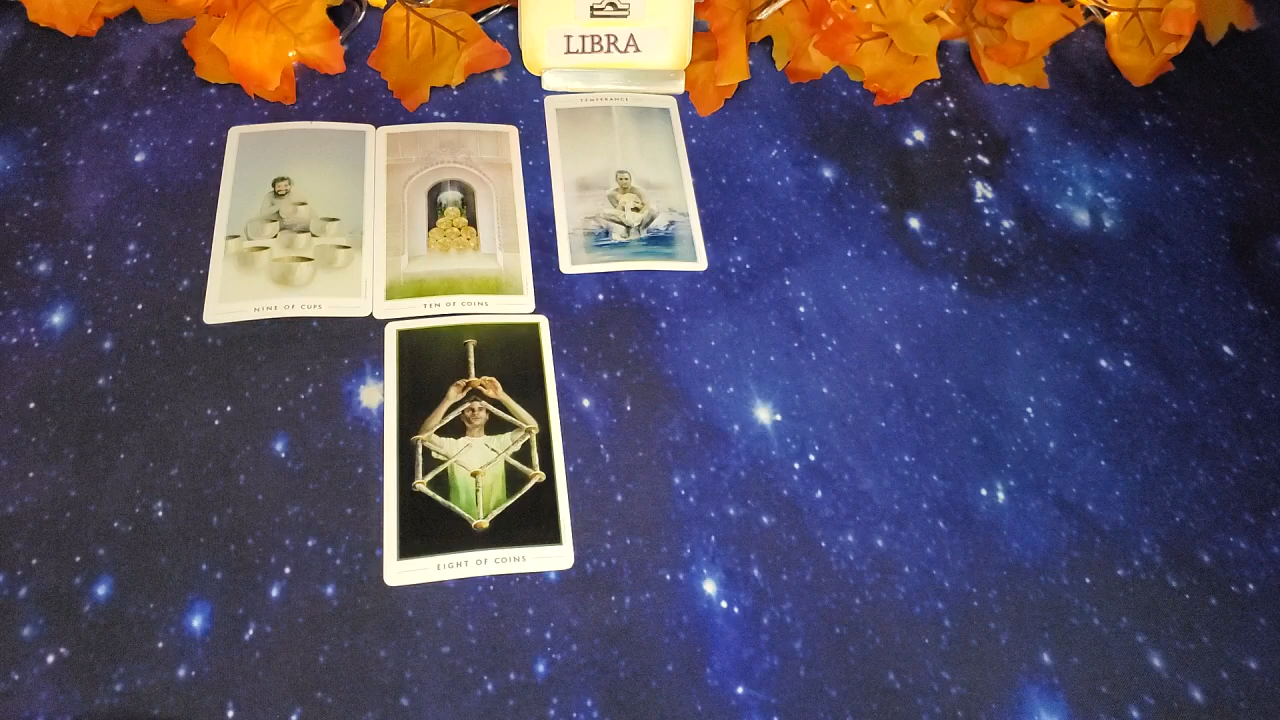 LIBRA
TEMPERANCE
NINE OF CUPS
TEN OF COINS
EIGHT OF COINS